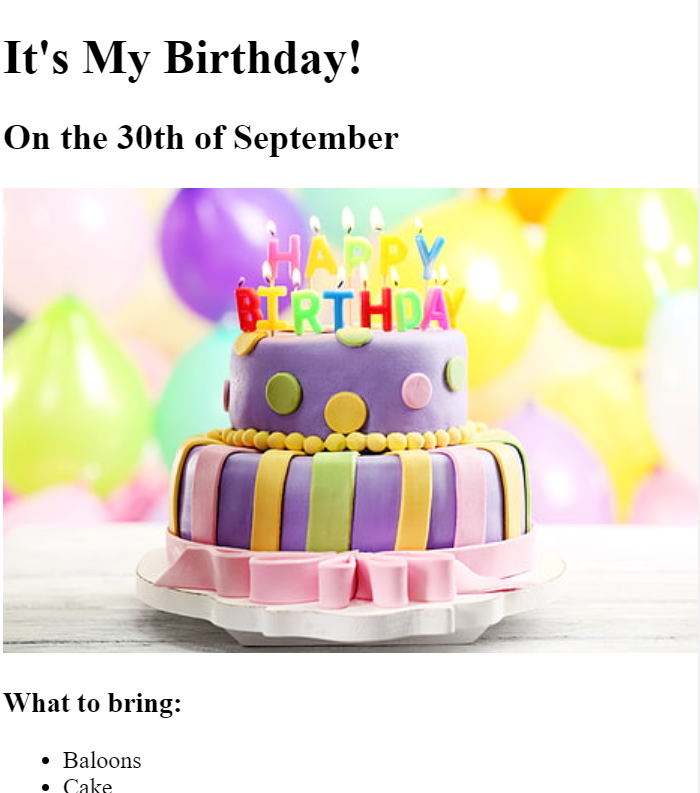 It's My Birthday!
On the 30th of September
HAPPY
BIRTHDAY
What to bring:
Baloons
Cake